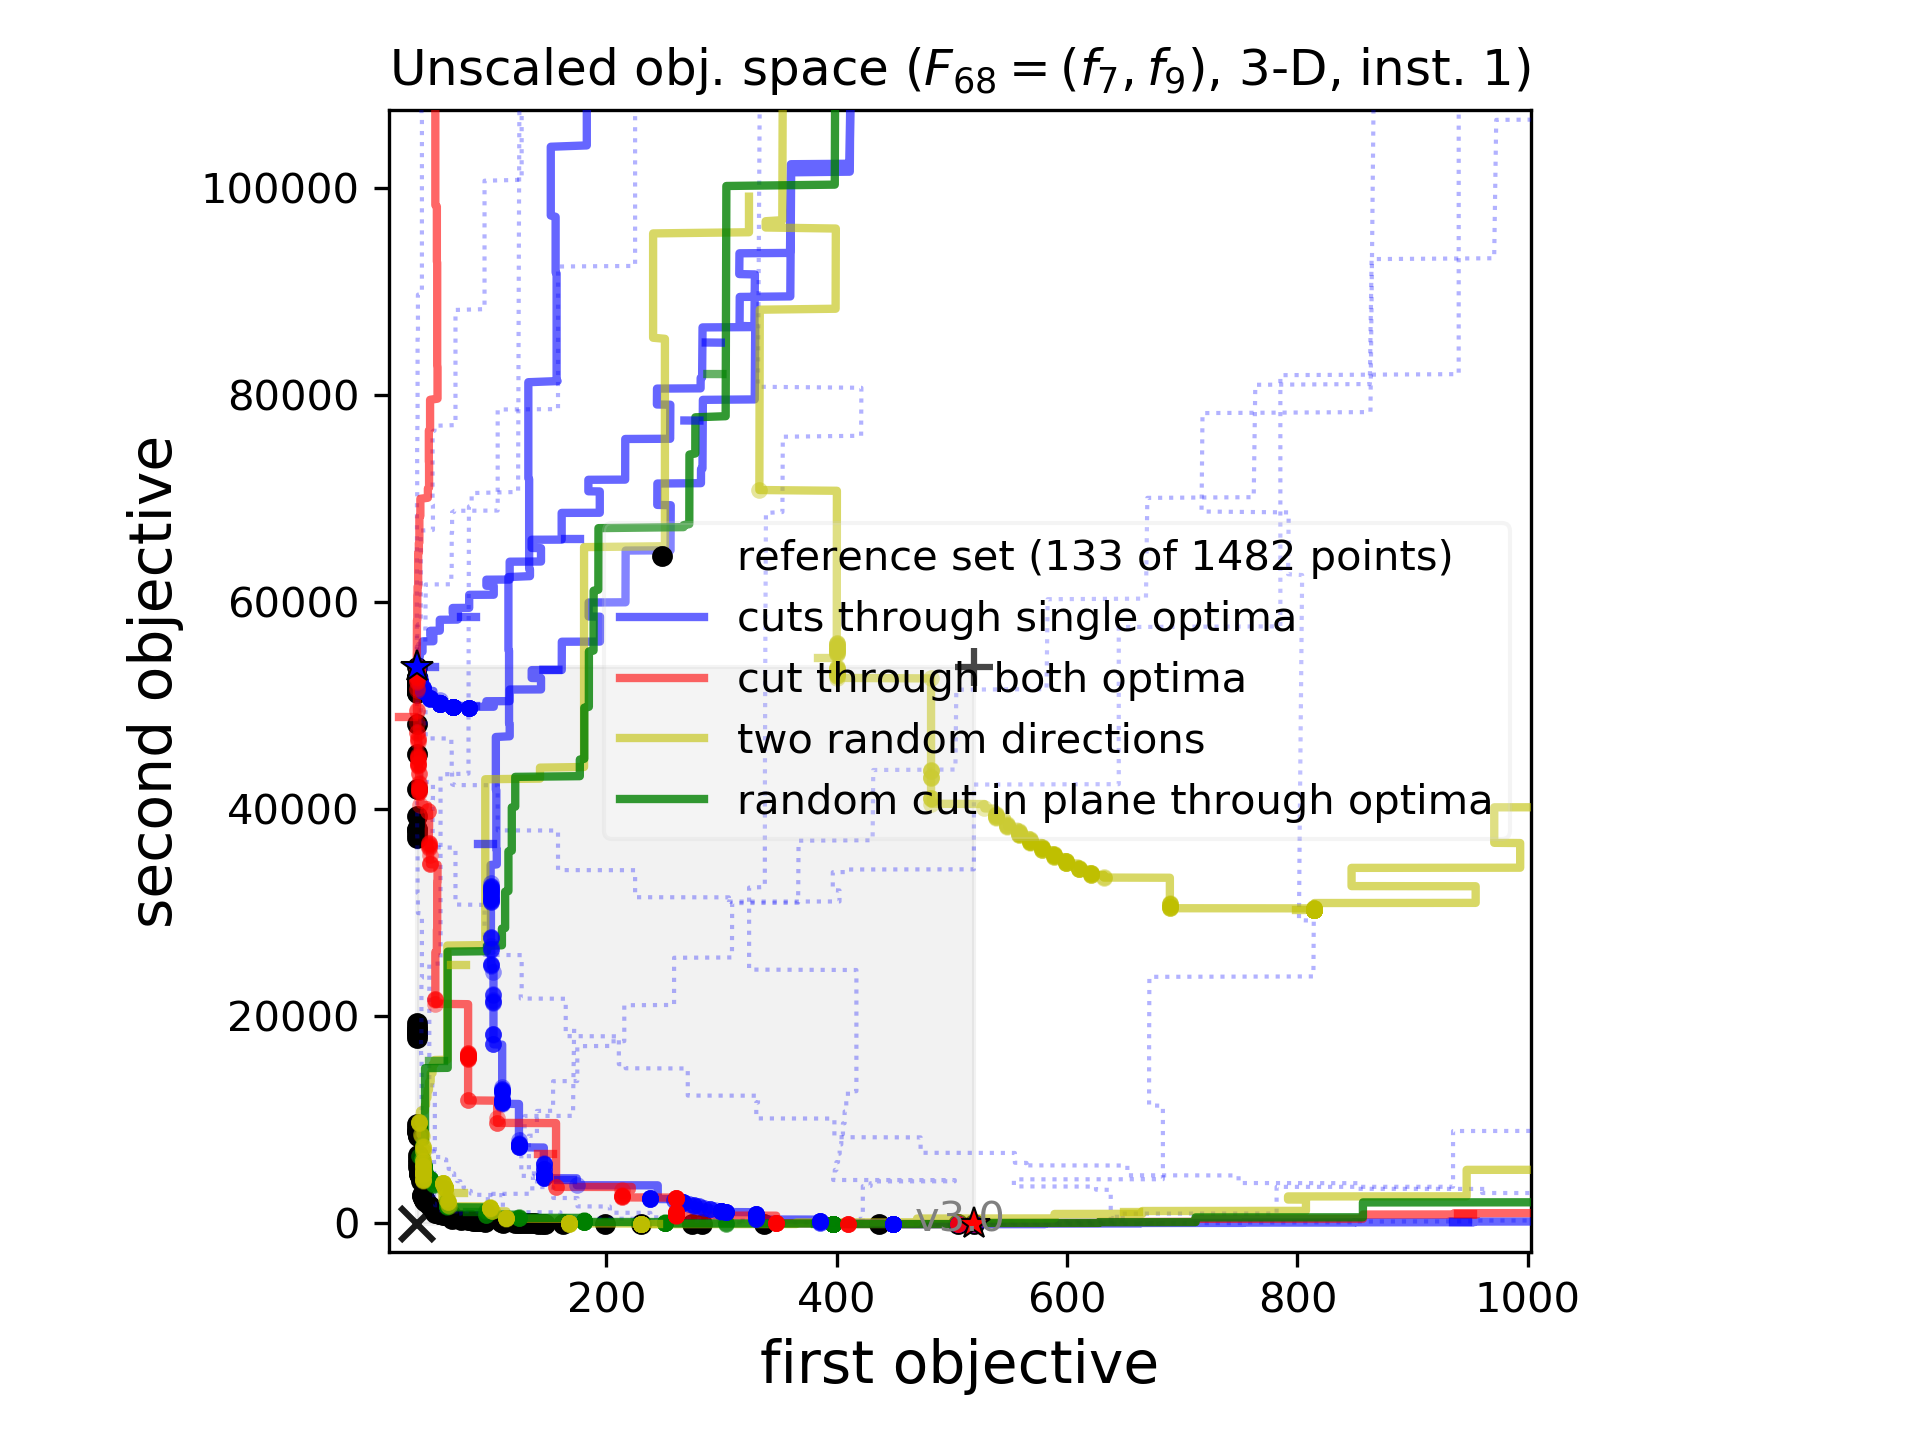 Unscaled obj. space (F₆₈ = (f₇, f₉), 3-D, inst. 1)
100000
80000
60000
40000
20000
0
second objective
reference set (133 of 1482 points)
cuts through single optima
cut through both optima
two random directions
random cut in plane through optima
v3.0
200
400
600
800
1000
first objective